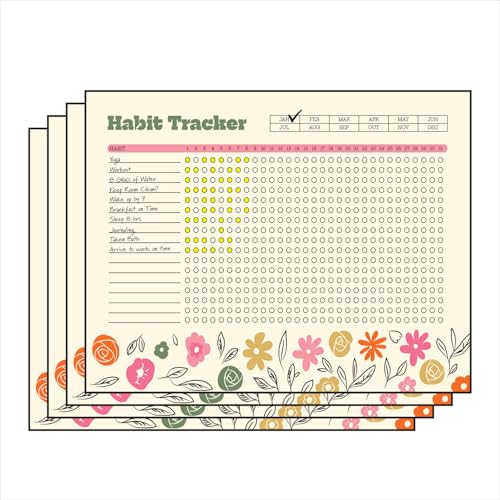 Habit Tracker
JAN FEB MAR APR MAY JUN
JUL AUG SEP OCT NOV DEC
HABIT 1 2 3 4 5 6 7 8 9 10 11 12 13 14 15 16 17 18 19 20 21 22 23 24 25 26 27 28 29 30 31
Yoga
Workout
8 Glass of Water
Keep Room Clean?
Wake up by 7
Breakfast on Time
Sleep 8 hrs
Journaling
Taken Bath
Arrive to work on time